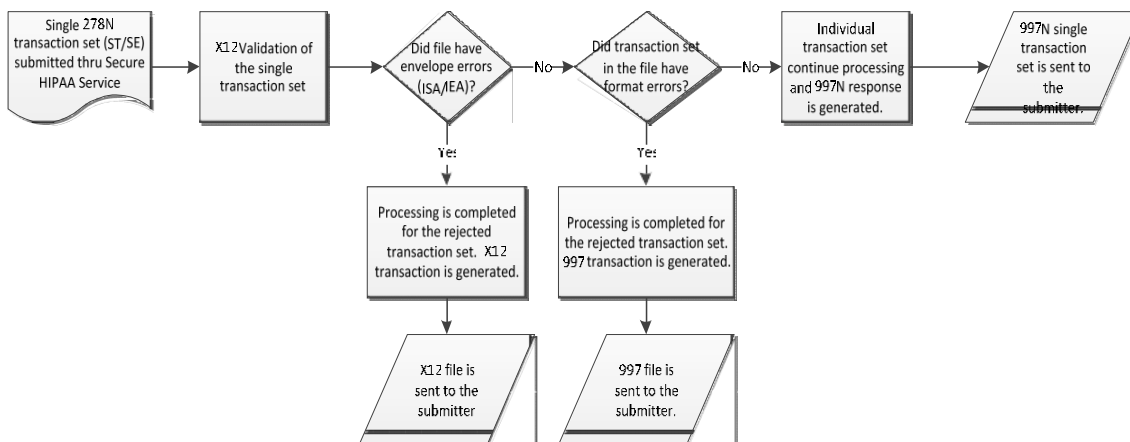 Single 278N
transaction set (ST/SE)
submitted thru Secure
HIPAA Service
X12 Validation of
the single
transaction set
Did file have
envelope errors
(ISA/IEA)?
No
Did transaction set
in the file have
format errors?
No
Individual
transaction set
continue processing
and 997N response
is generated.
997N single
transaction
set is sent to
the
submitter.
Yes
Yes
Processing is completed
for the rejected
transaction set. X12
transaction is generated.
Processing is completed for
the rejected transaction set.
997 transaction is generated.
X12 file is
sent to the
submitter
997 file is
sent to the
submitter.